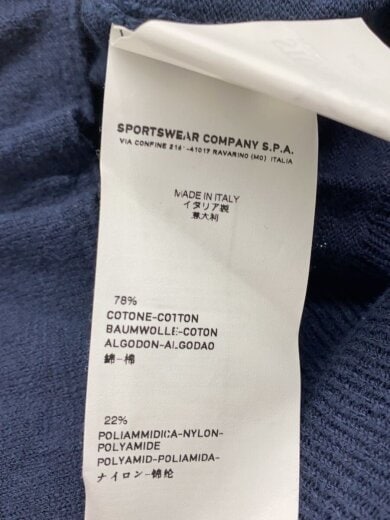 SPORTSWEAR COMPANY S.P.A.
VIA CONFINE 2161-41017 RAVARINO (MO) ITALIA
MADE IN ITALY
イタリア製
意大利
78%
COTONE-COTTON
BAUMWOLLE-COTON
ALGODON-ALGODAO
綿-棉
22%
POLIAMMIDICA-NYLON-
POLYAMIDE
POLYAMID-POLIAMIDA-
ナイロン-锦纶